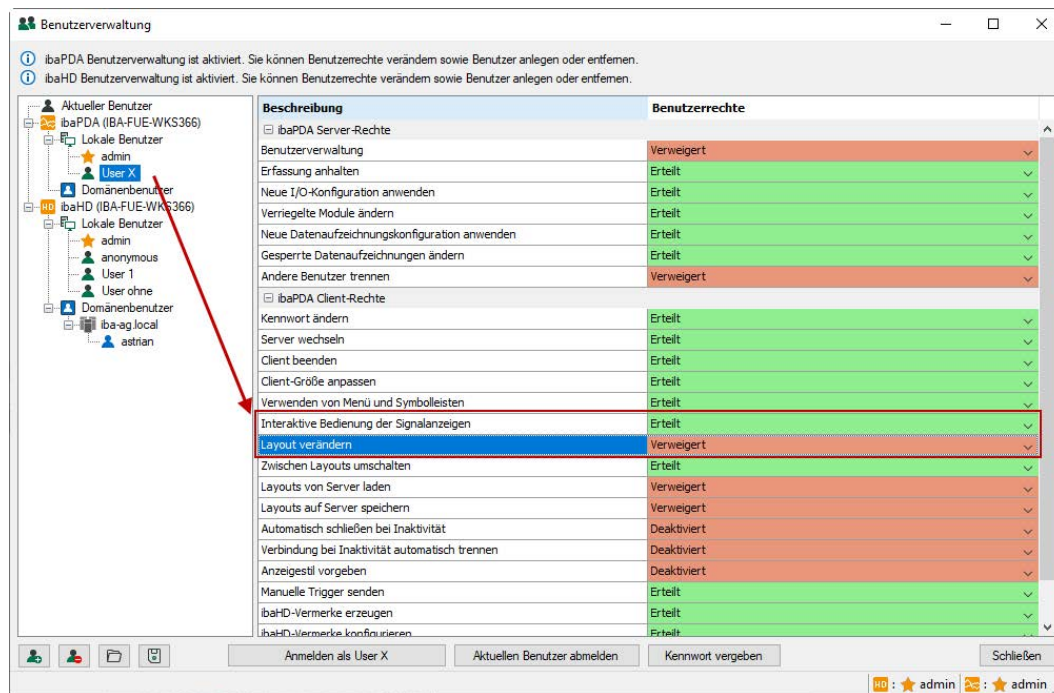 Benutzerverwaltung
ibaPDA Benutzerverwaltung ist aktiviert. Sie können Benutzerrechte verändern sowie Benutzer anlegen oder entfernen.
ibaHD Benutzerverwaltung ist aktiviert. Sie können Benutzerrechte verändern sowie Benutzer anlegen oder entfernen.
Aktueller Benutzer
ibaPDA (IBA-FUE-WKS366)
Lokale Benutzer
admin
User X
Domänenbenutzer
HD ibaHD (IBA-FUE-WKS366)
Lokale Benutzer
admin
anonymous
User 1
User ohne
Domänenbenutzer
iba-ag.local
astrian
Beschreibung Benutzerrechte
ibaPDA Server-Rechte
Benutzerverwaltung Verweigert
Erfassung anhalten Erteilt
Neue I/O-Konfiguration anwenden Erteilt
Verriegelte Module ändern Erteilt
Neue Datenaufzeichnungskonfiguration anwenden Erteilt
Gesperrte Datenaufzeichnungen ändern Erteilt
Andere Benutzer trennen Verweigert
ibaPDA Client-Rechte
Kennwort ändern Erteilt
Server wechseln Erteilt
Client beenden Erteilt
Client-Größe anpassen Erteilt
Verwenden von Menü und Symbolleisten Erteilt
Interaktive Bedienung der Signalanzeigen Erteilt
Layout verändern Verweigert
Zwischen Layouts umschalten Erteilt
Layouts von Server laden Verweigert
Layouts auf Server speichern Verweigert
Automatisch schließen bei Inaktivität Deaktiviert
Verbindung bei Inaktivität automatisch trennen Deaktiviert
Anzeigestil vorgeben Deaktiviert
Manuelle Trigger senden Erteilt
ibaHD-Vermerke erzeugen Erteilt
ibaHD-Vermerke konfigurieren Erteilt
Anmelden als User X Aktuellen Benutzer abmelden Kennwort vergeben Schließen
HD : admin : admin